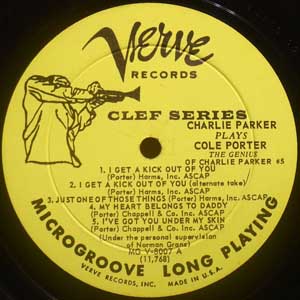 Verve
RECORDS
CLEF SERIES
CHARLIE PARKER
PLAYS
COLE PORTER
THE GENIUS
OF CHARLIE PARKER #5
1. I GET A KICK OUT OF YOU
(Porter) Harms, Inc. ASCAP
2. I GET A KICK OUT OF YOU (alternate take)
(Porter) Harms, Inc. ASCAP
3. JUST ONE OF THOSE THINGS (Porter) Harms, Inc. ASCAP
4. MY HEART BELONGS TO DADDY
(Porter) Chappell & Co. Inc. ASCAP
5. I'VE GOT YOU UNDER MY SKIN
(Porter) Chappell & Co. Inc. ASCAP
(Under the personal supervision
of Norman Granz)
MG V-8007 A
(11,768)
MICROGROOVE LONG PLAYING
VERVE RECORDS, INC. MADE IN U.S.A.